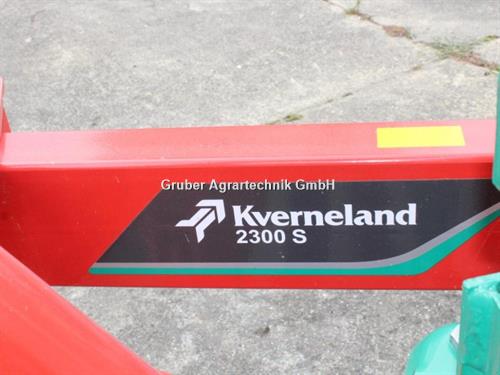 Gruber Agrartechnik GmbH
Kverneland
2300 S